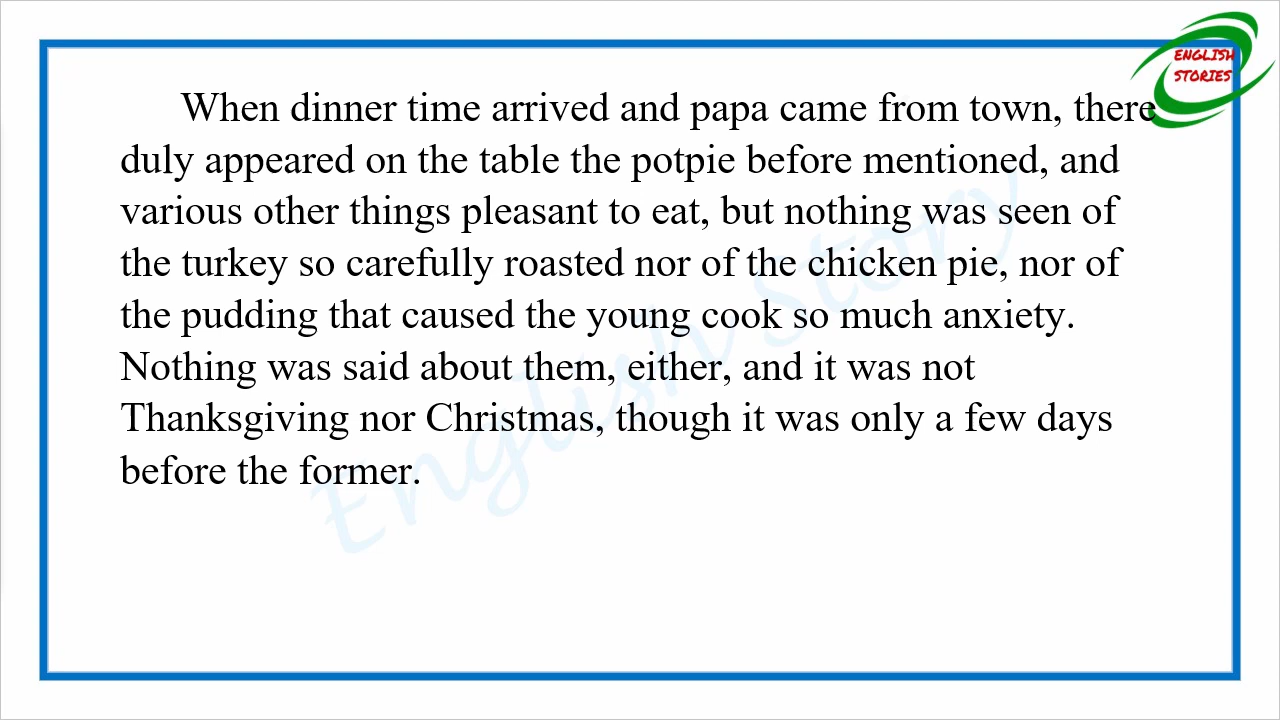 ENGLISH
STORIES
When dinner time arrived and papa came from town, there
duly appeared on the table the potpie before mentioned, and
various other things pleasant to eat, but nothing was seen of
the turkey so carefully roasted nor of the chicken pie, nor of
the pudding that caused the young cook so much anxiety.
Nothing was said about them, either, and it was not
Thanksgiving nor Christmas, though it was only a few days
before the former.
English Story